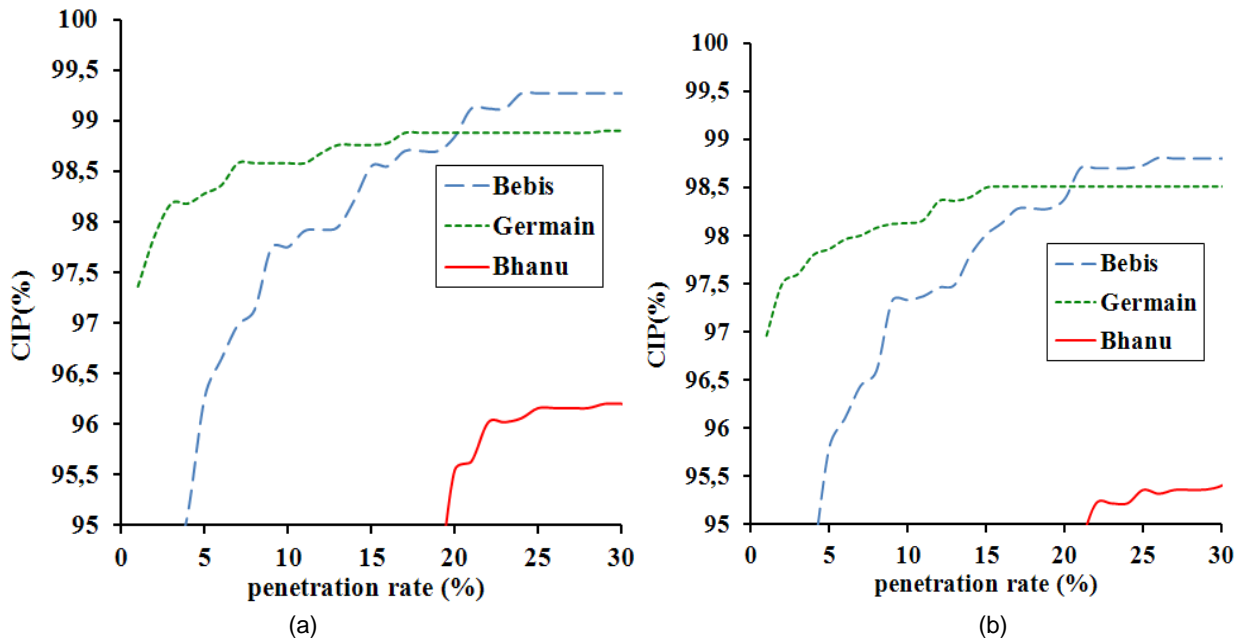 100
99,5
99
98,5
98
97,5
97
96,5
96
95,5
95
CIP(%)
0 5 10 15 20 25 30
penetration rate (%)
Bebis
Germain
Bhanu
(a)
100
99,5
99
98,5
98
97,5
97
96,5
96
95,5
95
CIP(%)
0 5 10 15 20 25 30
penetration rate (%)
Bebis
Germain
Bhanu
(b)